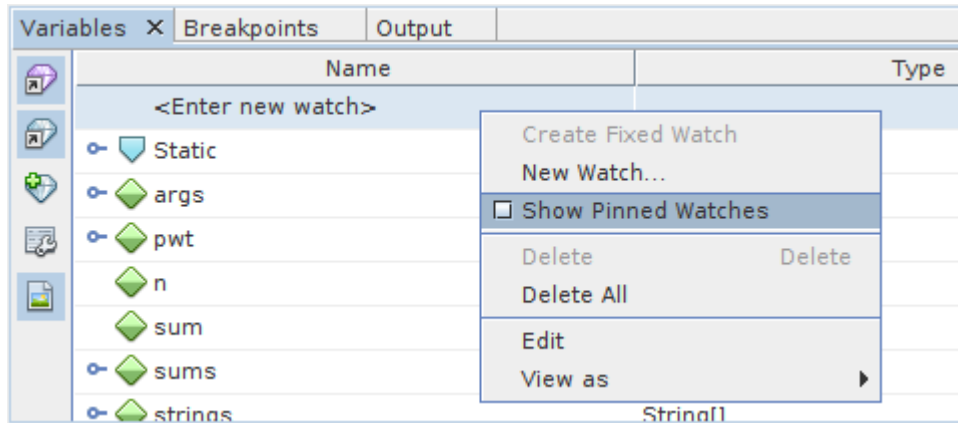 Variables Breakpoints Output
Name Type
<Enter new watch>
Static
args
pwt
n
sum
sums
strings String[]
Create Fixed Watch
New Watch...
Show Pinned Watches
Delete Delete
Delete All
Edit
View as